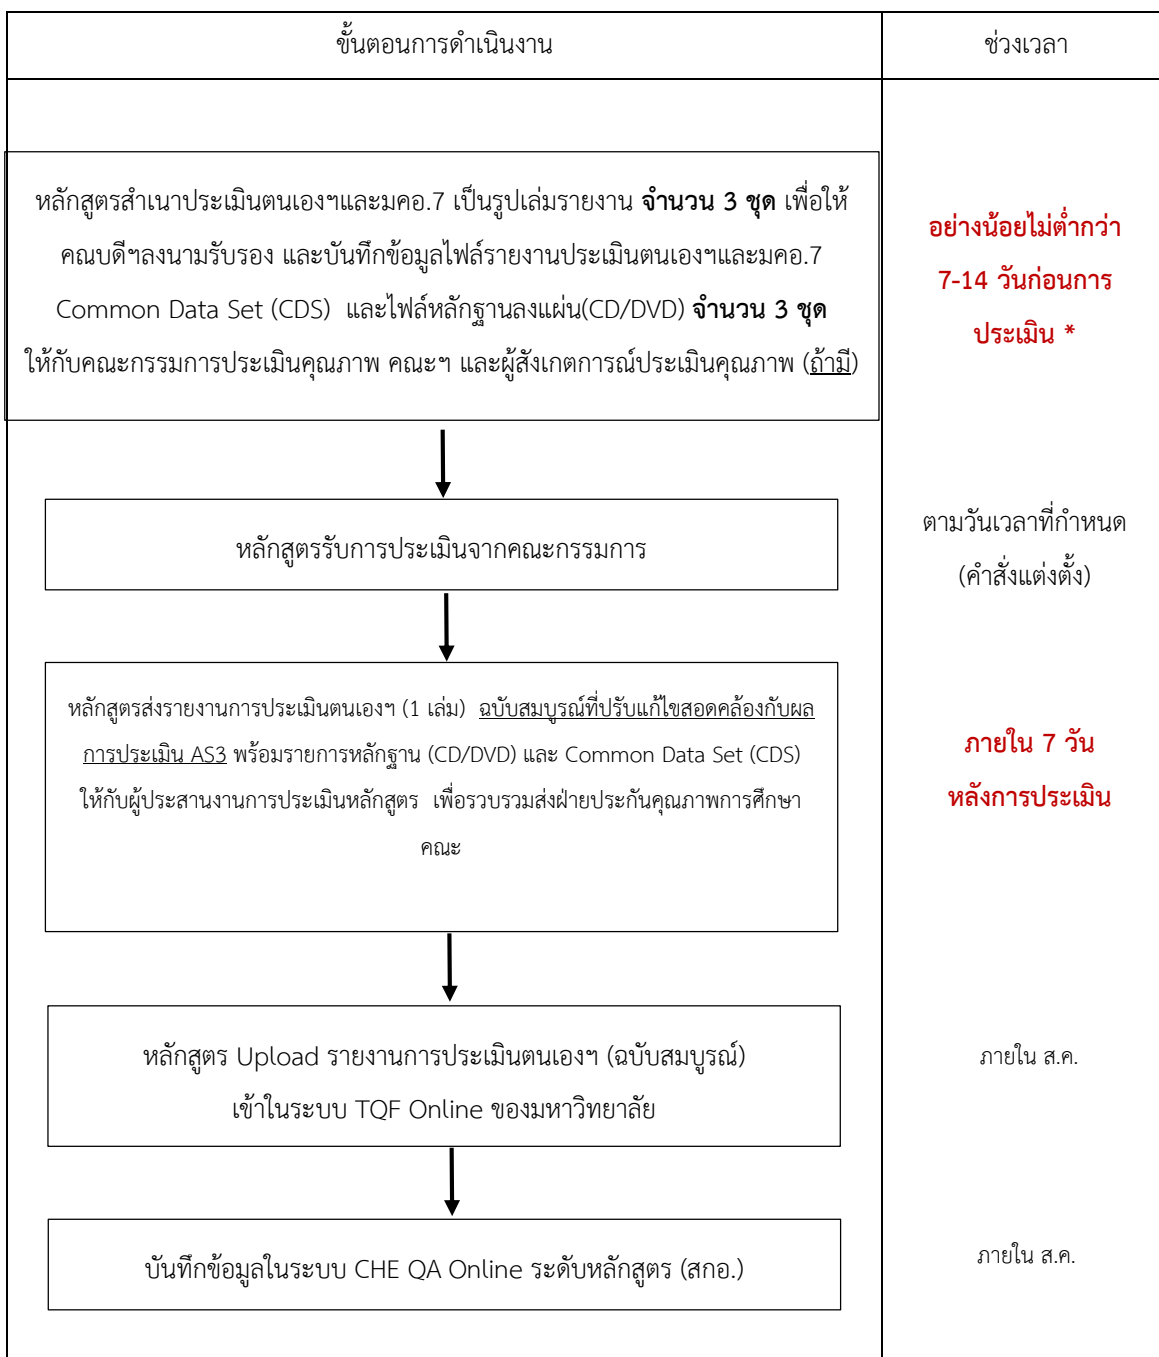 ขั้นตอนการดำเนินงาน
ช่วงเวลา
หลักสูตรสำเนาประเมินตนเองฯและมคอ.7 เป็นรูปเล่มรายงาน จำนวน 3 ชุด เพื่อให้
คณบดีฯลงนามรับรอง และบันทึกข้อมูลไฟล์รายงานประเมินตนเองฯและมคอ.7
Common Data Set (CDS) และไฟล์หลักฐานลงแผ่น(CD/DVD) จำนวน 3 ชุด
ให้กับคณะกรรมการประเมินคุณภาพ คณะฯ และผู้สังเกตการณ์ประเมินคุณภาพ (ถ้ามี)
อย่างน้อยไม่ต่ำกว่า
7-14 วันก่อนการ
ประเมิน *
หลักสูตรรับการประเมินจากคณะกรรมการ
ตามวันเวลาที่กำหนด
(คำสั่งแต่งตั้ง)
หลักสูตรส่งรายงานการประเมินตนเองฯ (1 เล่ม) ฉบับสมบูรณ์ที่ปรับแก้ไขสอดคล้องกับผล
การประเมิน AS3 พร้อมรายการหลักฐาน (CD/DVD) และ Common Data Set (CDS)
ให้กับผู้ประสานงานการประเมินหลักสูตร เพื่อรวบรวมส่งฝ่ายประกันคุณภาพการศึกษา
คณะ
ภายใน 7 วัน
หลังการประเมิน
หลักสูตร Upload รายงานการประเมินตนเองฯ (ฉบับสมบูรณ์)
เข้าในระบบ TQF Online ของมหาวิทยาลัย
ภายใน ส.ค.
บันทึกข้อมูลในระบบ CHE QA Online ระดับหลักสูตร (สกอ.)
ภายใน ส.ค.